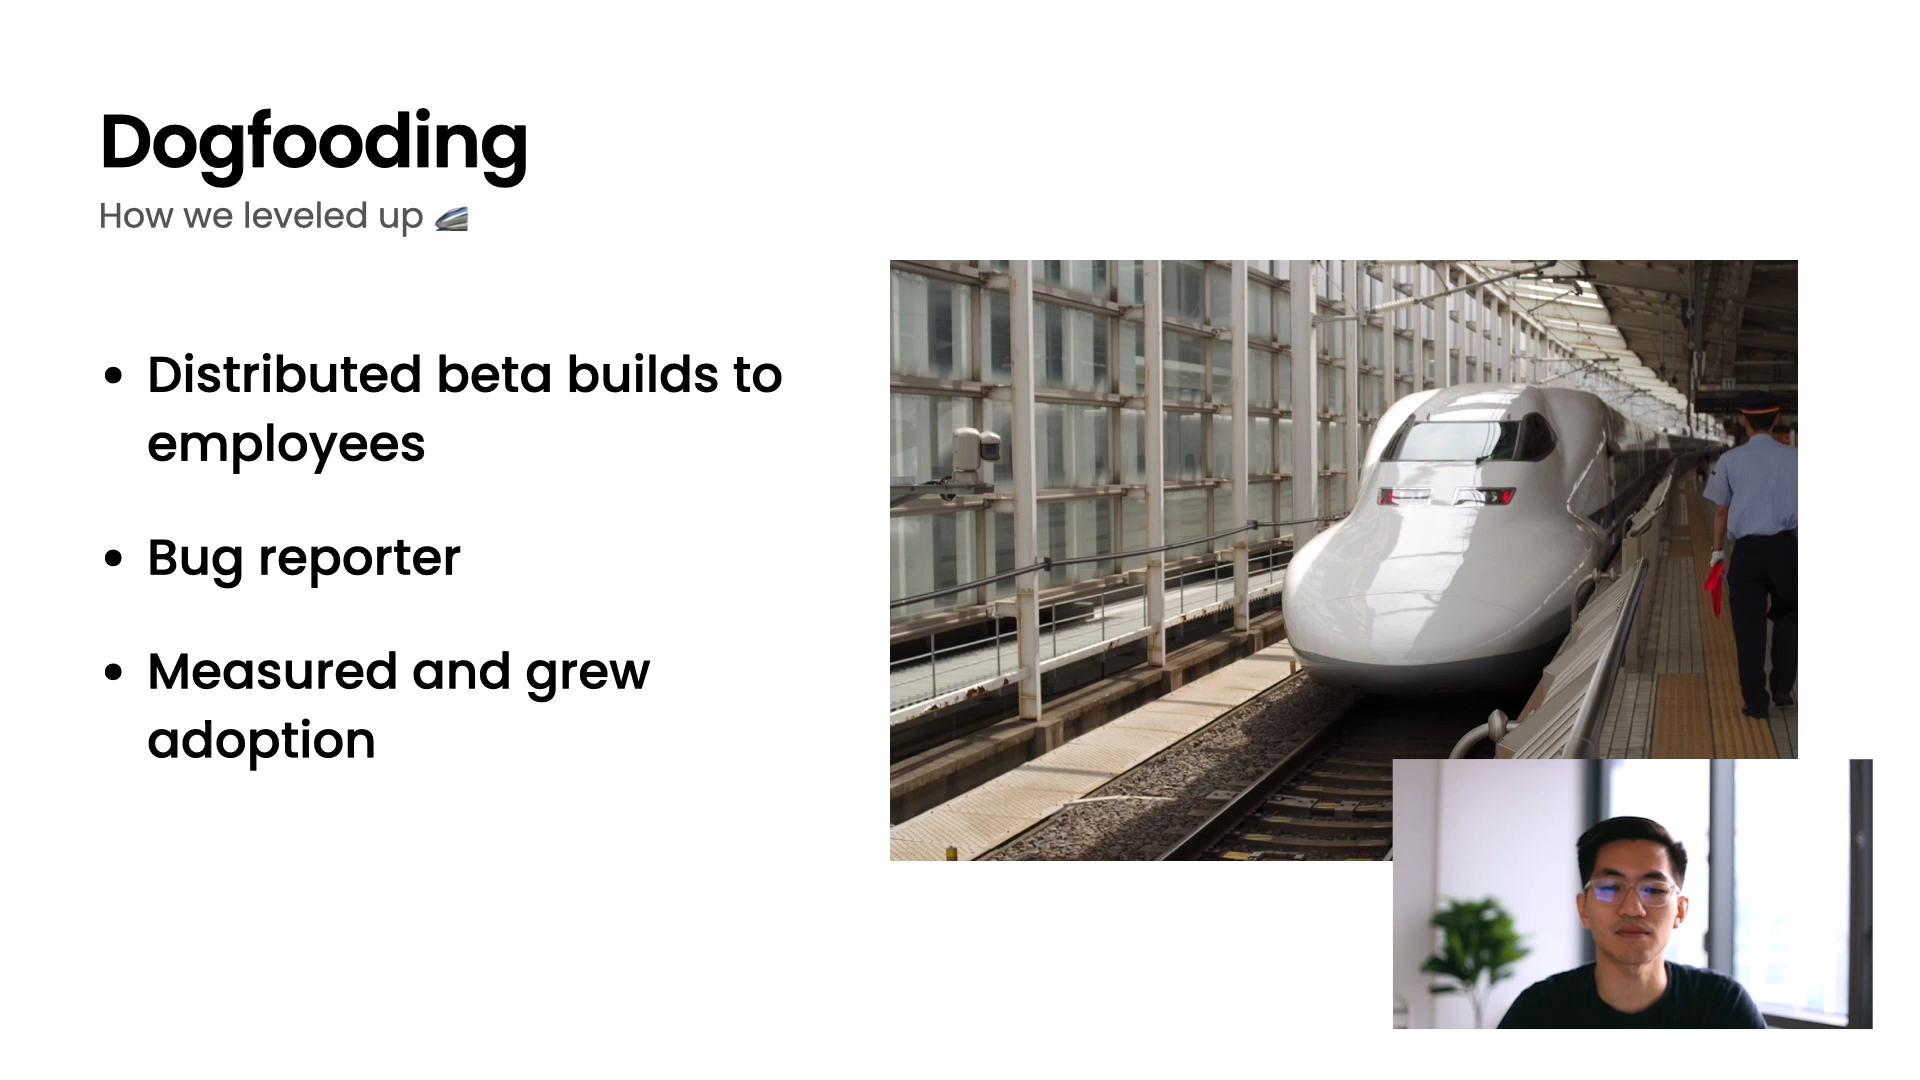 Dogfooding
How we leveled up 🚄
• Distributed beta builds to
employees
• Bug reporter
• Measured and grew
adoption